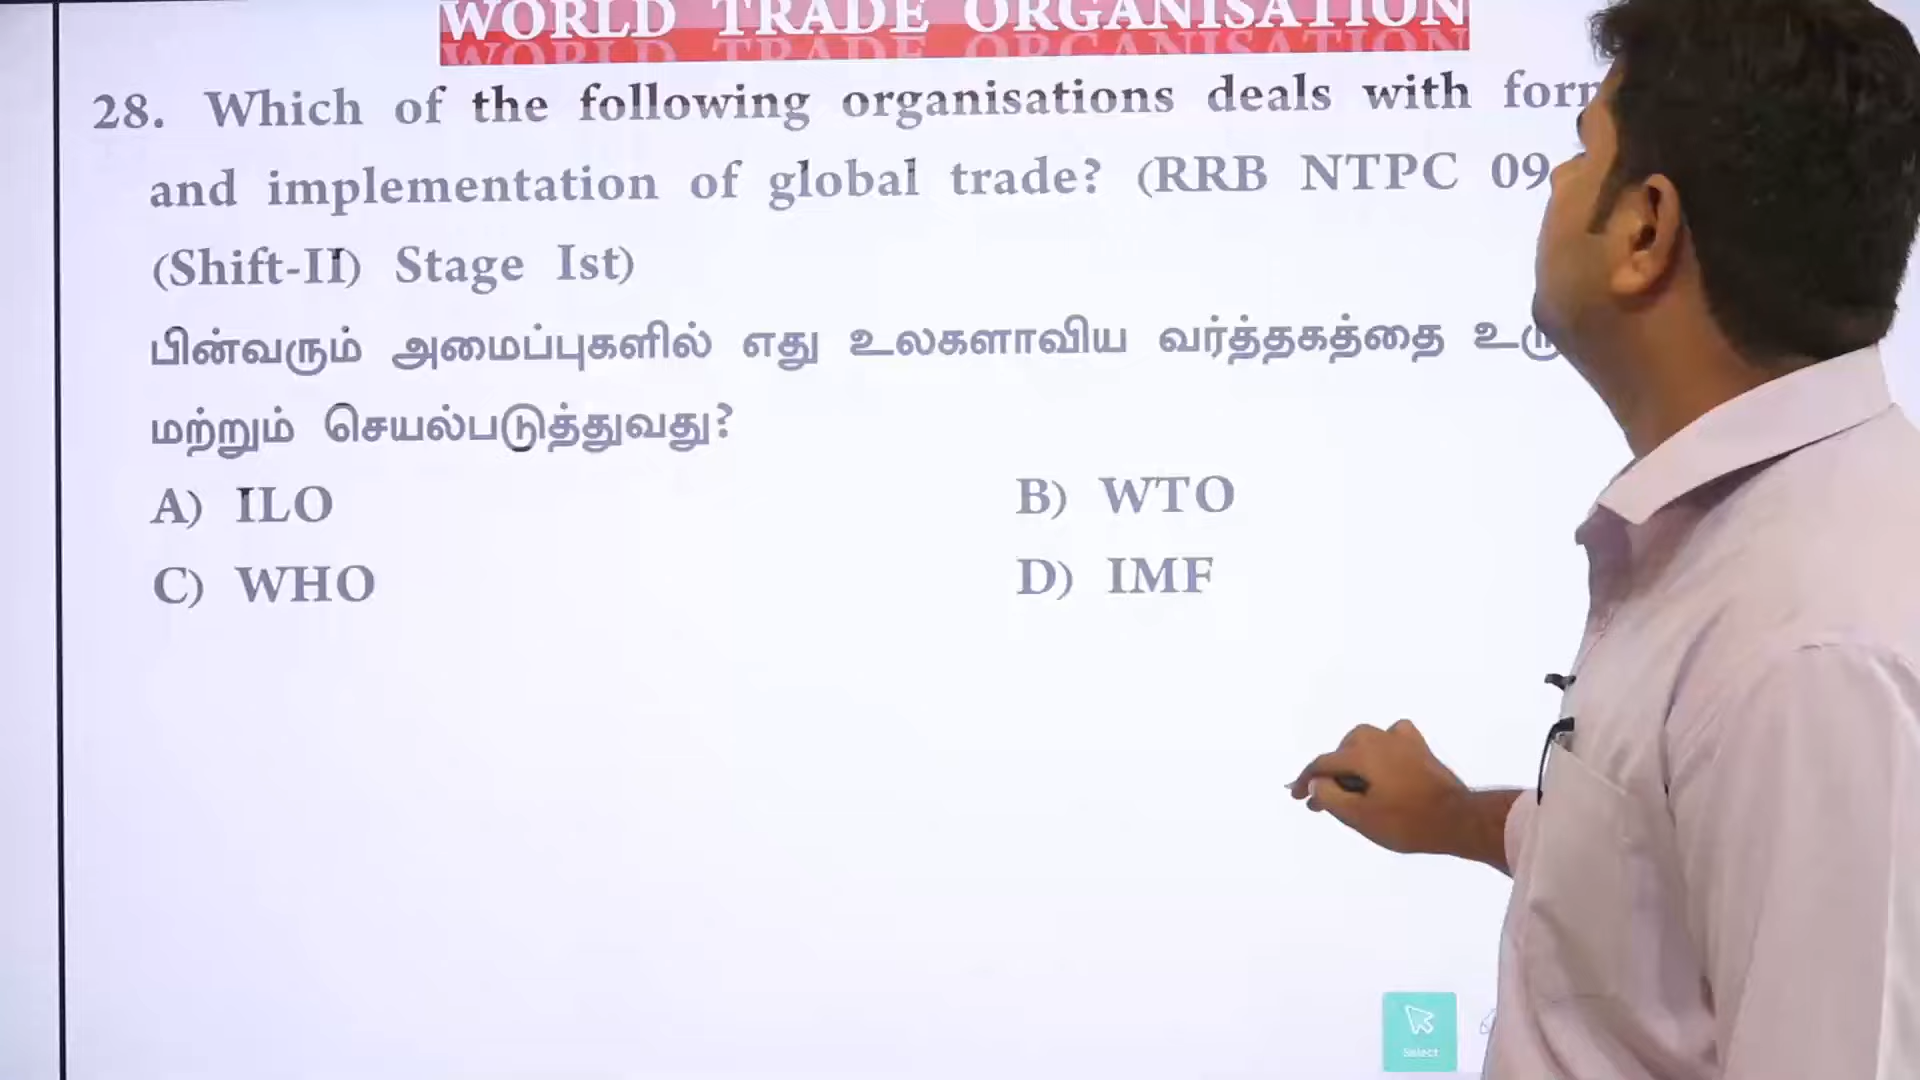 WORLD TRADE ORGANISATION
28. Which of the following organisations deals with
and implementation of global trade? (RRB NTPC 09
(Shift-II) Stage Ist)
பின்வரும் அமைப்புகளில் எது உலகளாவிய வர்த்தகத்தை
மற்றும் செயல்படுத்துவது?
A) ILO B) WTO
C) WHO D) IMF
Select